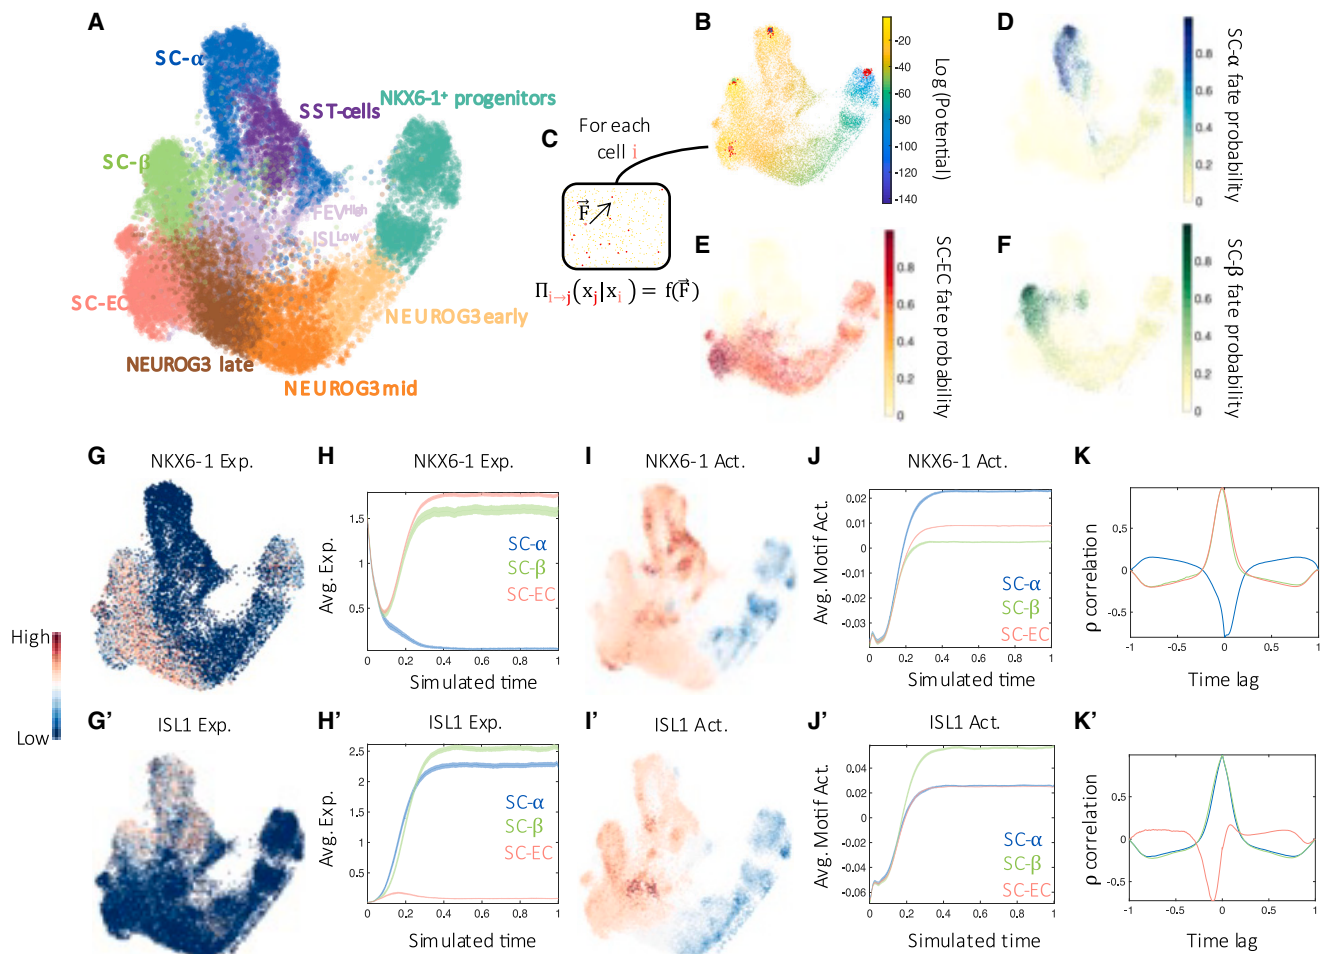 A
SC-α
SST-cells
NKX6-1⁺ progenitors
SC-β
FEVᴴⁱᵍʰ
ISLᴸᵒʷ
SC-EC
NEUROG3 early
NEUROG3 late
NEUROG3 mid
B
-20
-40
-60
-80
-100
-120
-140
Log (Potential)
C
For each
cell i
F⃗
Π i→j (xj|xi) = f(F⃗)
D
0.8
0.6
0.4
0.2
0
SC-α fate probability
E
0.8
0.6
0.4
0.2
0
SC-EC fate probability
F
0.8
0.6
0.4
0.2
0
SC-β fate probability
G
NKX6-1 Exp.
High
Low
H
NKX6-1 Exp.
Avg. Exp.
1.5
1
0.5
0 0.2 0.4 0.6 0.8 1
SC-α
SC-β
SC-EC
Simulated time
I
NKX6-1 Act.
J
NKX6-1 Act.
Avg. Motif Act.
0.02
0.01
0
-0.01
-0.02
-0.03
0 0.2 0.4 0.6 0.8 1
SC-α
SC-β
SC-EC
Simulated time
K
ρ correlation
0.5
0
-0.5
-1 -0.5 0 0.5 1
Time lag
G'
ISL1 Exp.
H'
ISL1 Exp.
Avg. Exp.
2.5
2
1.5
1
0.5
0 0.2 0.4 0.6 0.8 1
SC-α
SC-β
SC-EC
Simulated time
I'
ISL1 Act.
J'
ISL1 Act.
Avg. Motif Act.
0.04
0.02
0
-0.02
-0.04
-0.06
0 0.2 0.4 0.6 0.8 1
SC-α
SC-β
SC-EC
Simulated time
K'
ρ correlation
0.5
0
-0.5
-1 -0.5 0 0.5 1
Time lag